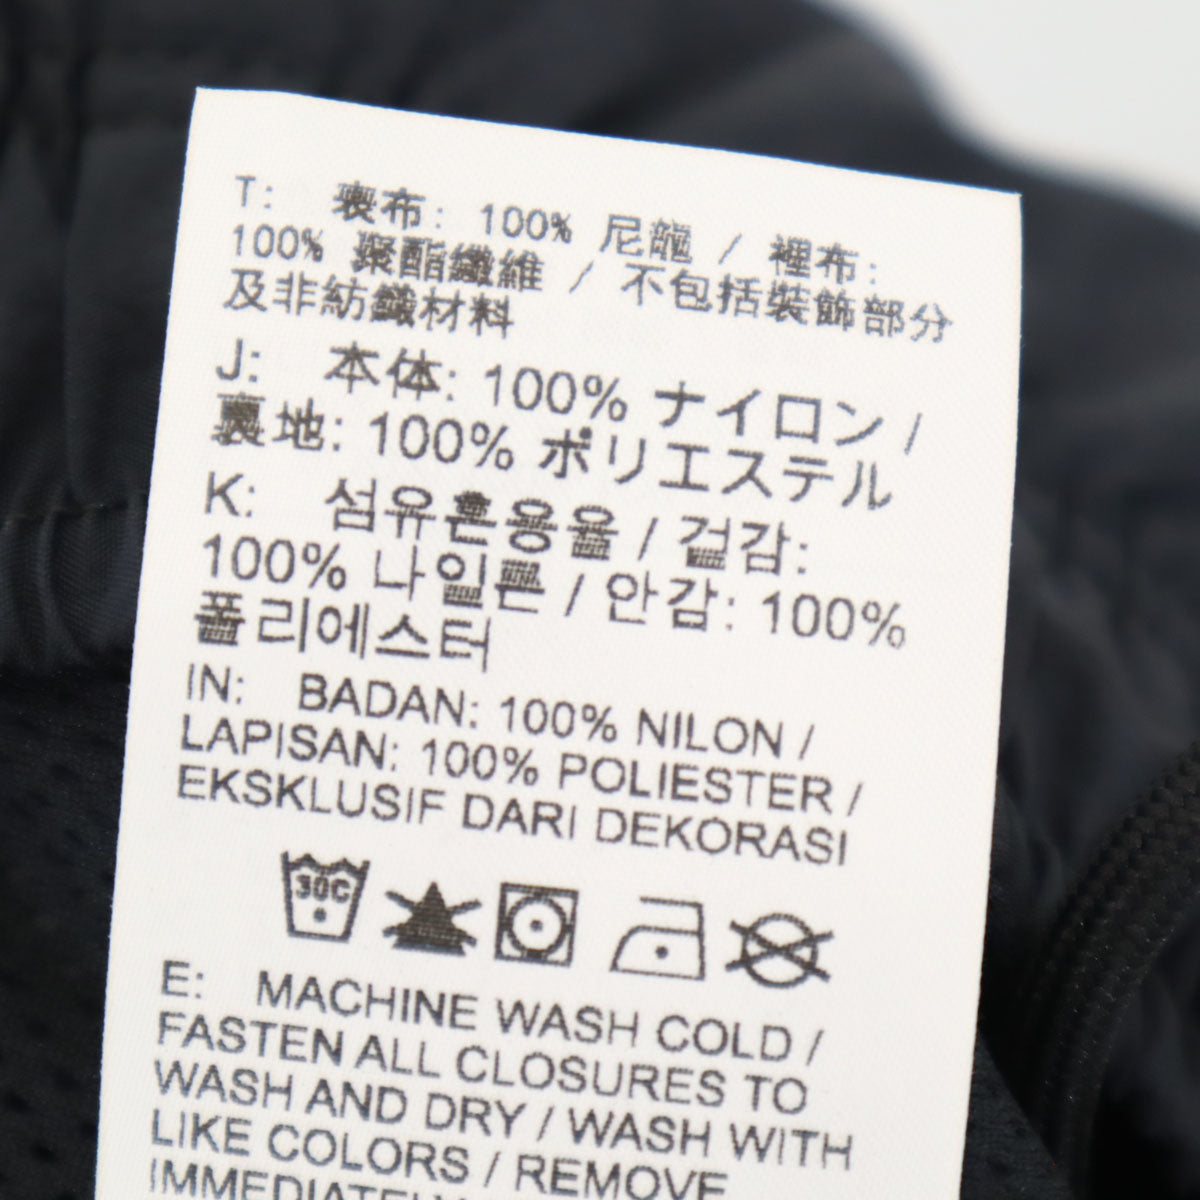 T: 表布: 100% 尼龍 / 裡布:
100% 聚酯纖維 / 不包括裝飾部分
及非紡織材料
J: 本体: 100% ナイロン /
裏地: 100% ポリエステル
K: 섬유혼용율 / 겉감:
100% 나일론 / 안감: 100%
폴리에스터
IN: BADAN: 100% NILON /
LAPISAN: 100% POLIESTER /
EKSKLUSIF DARI DEKORASI
30C
E: MACHINE WASH COLD /
FASTEN ALL CLOSURES TO
WASH AND DRY / WASH WITH
LIKE COLORS / REMOVE
IMMEDIATELY